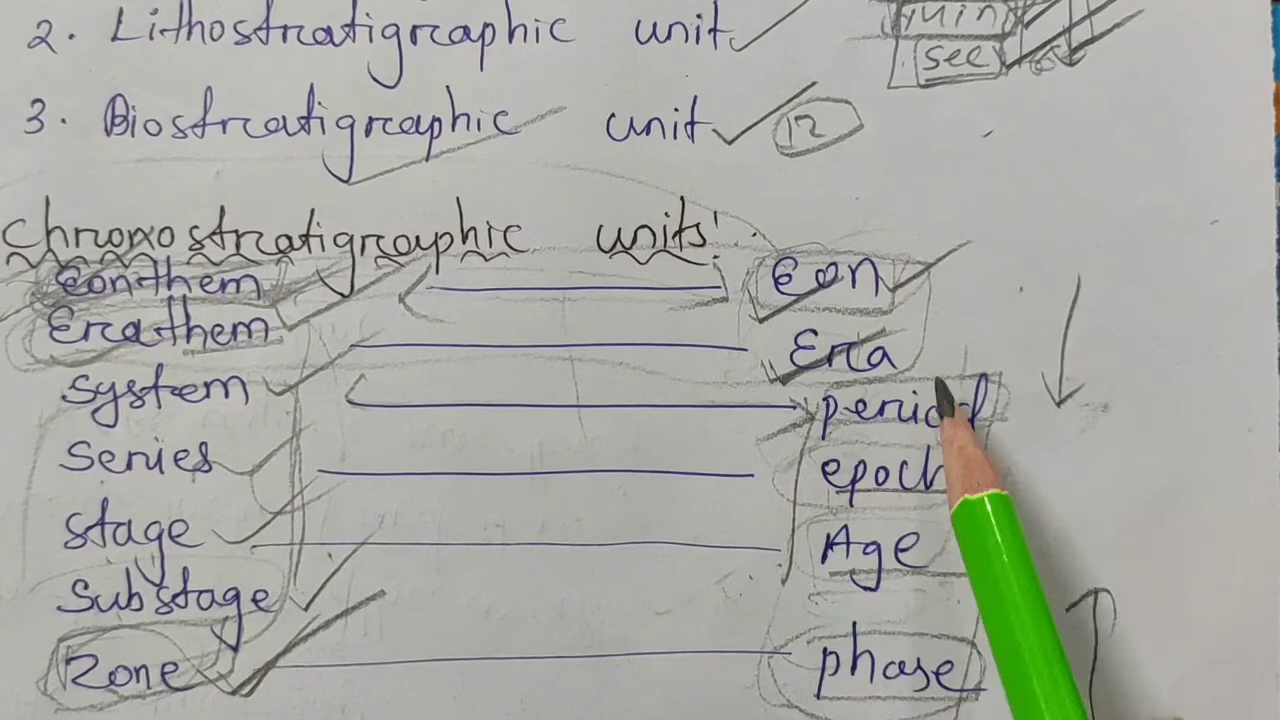 2. Lithostratigraphic unit
see
3. Biostratigraphic unit 12
Chronostratigraphic units:
Eonthem Eon
Erathem Era
System period
Series epoch
stage Age
Substage
Zone phase